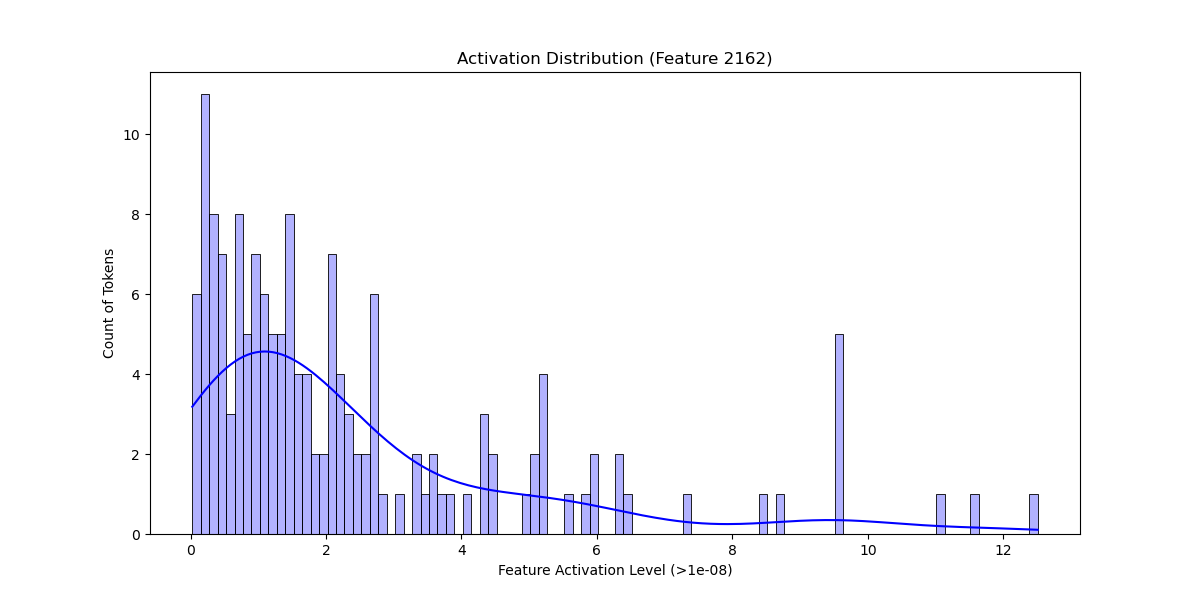 Activation Distribution (Feature 2162)
10
8
6
4
2
0
Count of Tokens
0 2 4 6 8 10 12
Feature Activation Level (>1e-08)